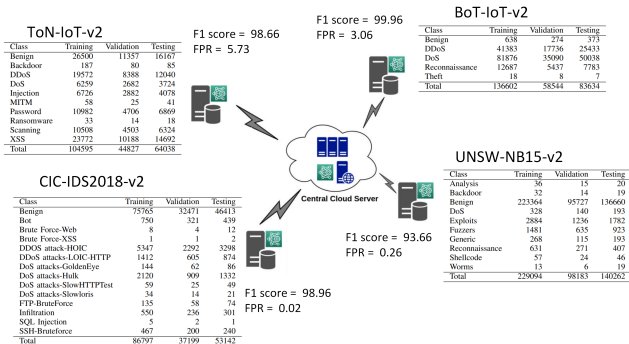 ToN-IoT-v2
Class Training Validation Testing
Benign 26500 11357 16167
Backdoor 187 80 85
DDoS 19572 8388 12040
DoS 6259 2682 3724
Injection 6726 2882 4078
MITM 58 25 41
Password 10982 4706 6869
Ransomware 33 14 18
Scanning 10508 4503 6324
XSS 23772 10188 14692
Total 104595 44827 64038
F1 score = 98.66
FPR = 5.73
F1 score = 99.96
FPR = 3.06
BoT-IoT-v2
Class Training Validation Testing
Benign 638 274 373
DDoS 41383 17736 25433
DoS 81876 35090 50038
Reconnaissance 12687 5437 7783
Theft 18 8 7
Total 136602 58544 83634
Central Cloud Server
CIC-IDS2018-v2
Class Training Validation Testing
Benign 75765 32471 46413
Bot 750 321 439
Brute Force-Web 8 4 12
Brute Force-XSS 1 1 2
DDOS attack-HOIC 5347 2292 3298
DDoS attacks-LOIC-HTTP 1412 605 874
DoS attacks-GoldenEye 144 62 86
DoS attacks-Hulk 2120 909 1332
DoS attacks-SlowHTTPTest 59 25 49
DoS attacks-Slowloris 34 14 21
FTP-BruteForce 135 58 74
Infiltration 550 236 301
SQL Injection 5 2 1
SSH-Bruteforce 467 200 240
Total 86797 37199 53142
F1 score = 98.96
FPR = 0.02
F1 score = 93.66
FPR = 0.26
UNSW-NB15-v2
Class Training Validation Testing
Analysis 36 15 20
Backdoor 32 14 19
Benign 223364 95727 136660
DoS 328 140 193
Exploits 2884 1236 1782
Fuzzers 1481 635 923
Generic 268 115 193
Reconnaissance 631 271 407
Shellcode 57 24 46
Worms 13 6 19
Total 229094 98183 140262